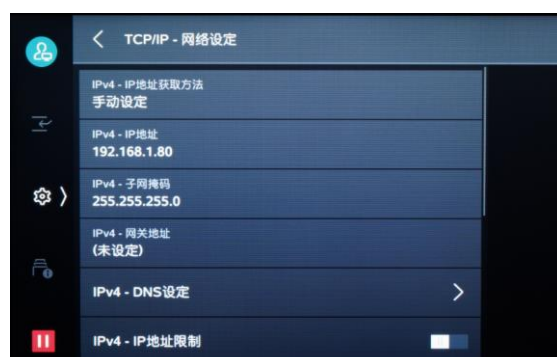 TCP/IP - 网络设定
IPv4 - IP地址获取方法
手动设定
IPv4 - IP地址
192.168.1.80
IPv4 - 子网掩码
255.255.255.0
IPv4 - 网关地址
(未设定)
IPv4 - DNS设定
IPv4 - IP地址限制